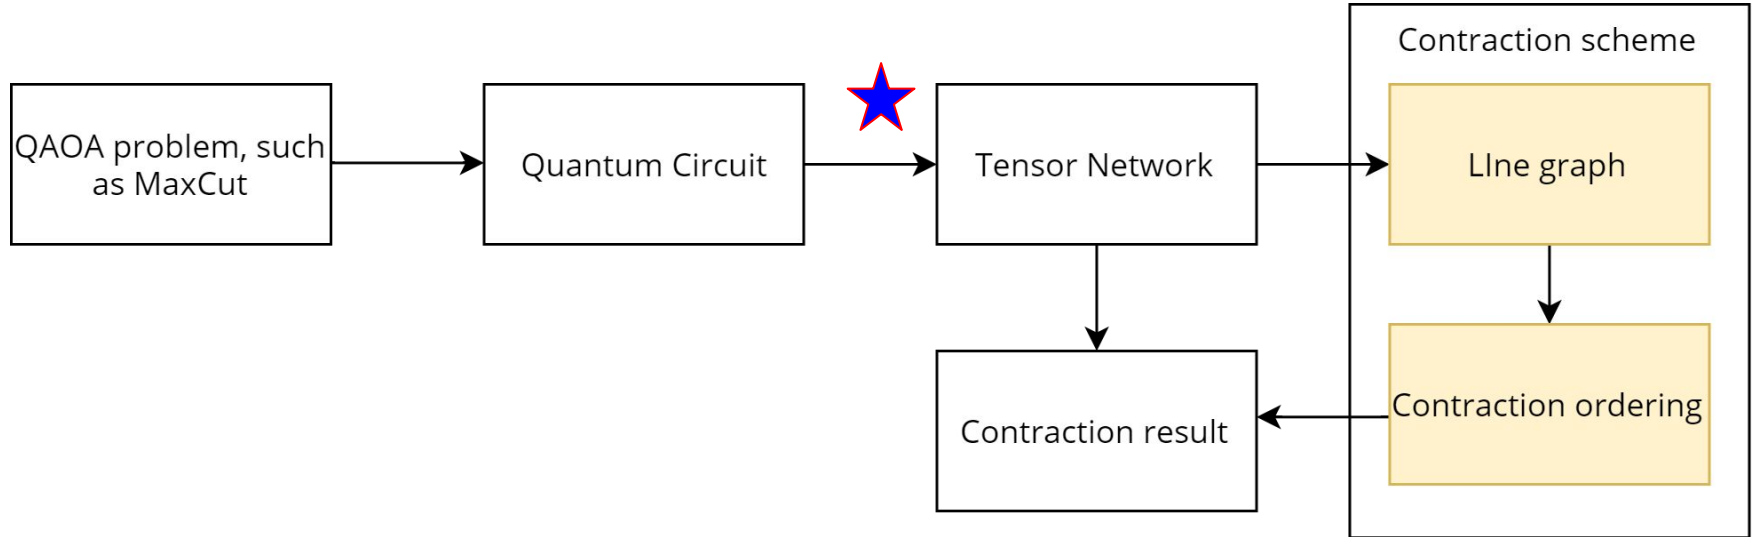 Contraction scheme
QAOA problem, such
as MaxCut
Quantum Circuit
Tensor Network
LIne graph
Contraction ordering
Contraction result